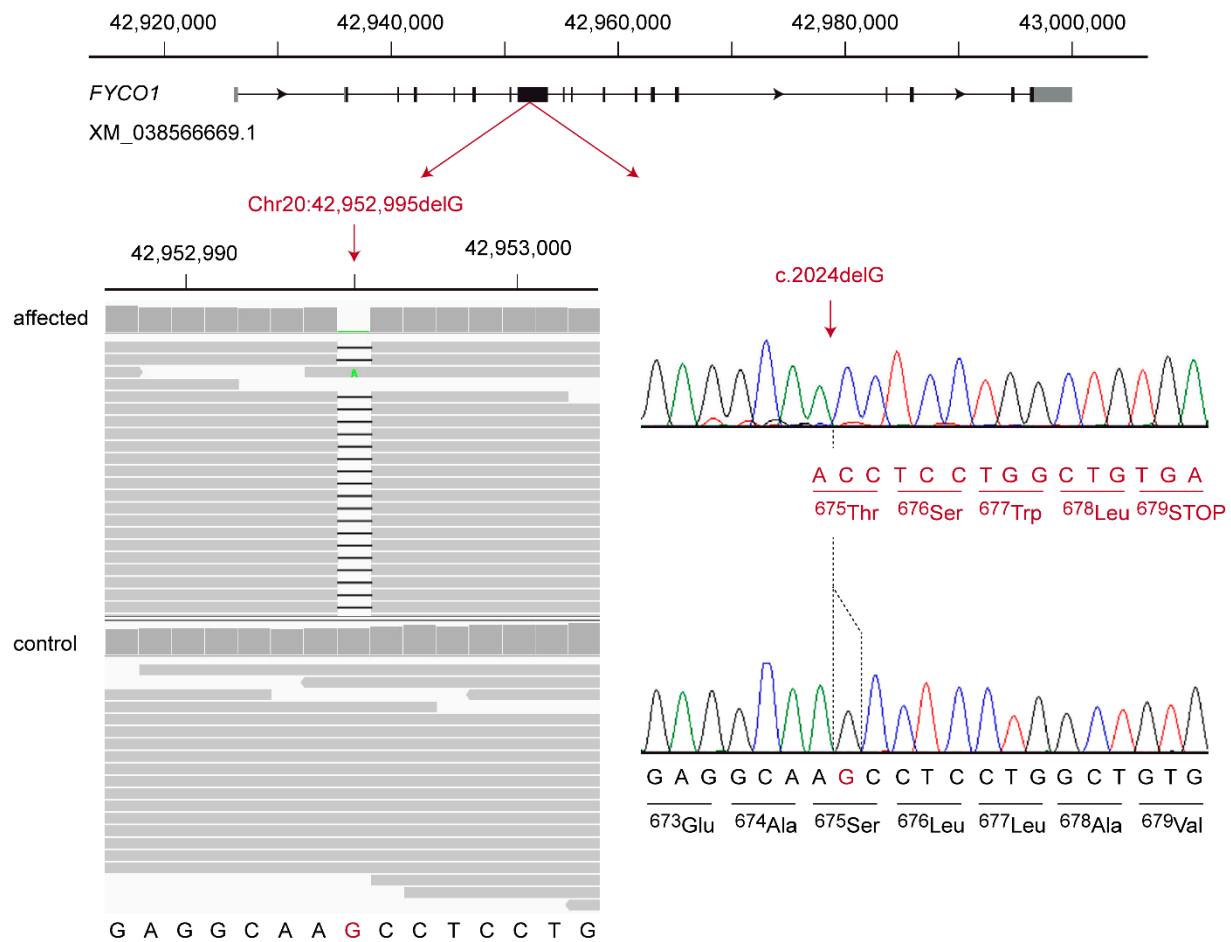 42,920,000 42,940,000 42,960,000 42,980,000 43,000,000
FYCO1
XM_038566669.1
Chr20:42,952,995delG
42,952,990 42,953,000
affected
A
control
G A G G C A A G C C T C C T G
c.2024delG
A C C T C C T G G C T G T G A
675Thr 676Ser 677Trp 678Leu 679STOP
G A G G C A A G C C T C C T G G C T G T G
673Glu 674Ala 675Ser 676Leu 677Leu 678Ala 679Val